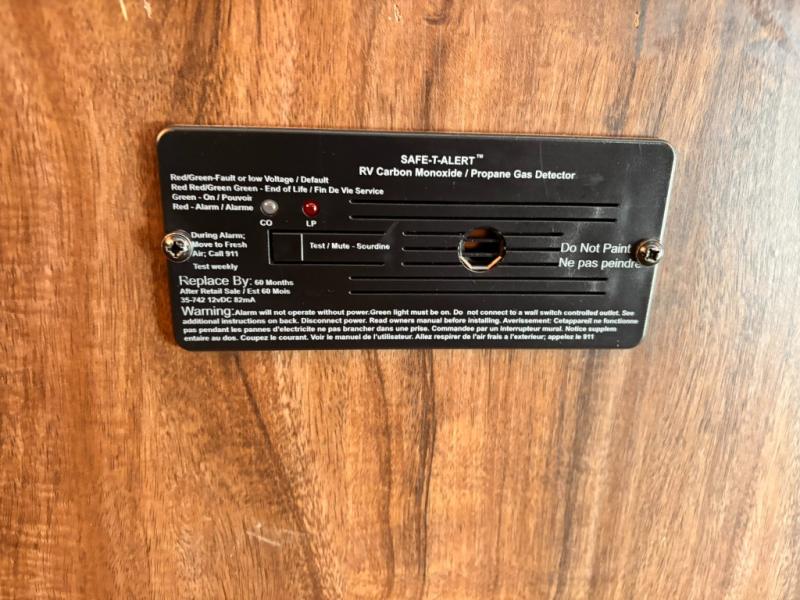 SAFE-T-ALERT™
RV Carbon Monoxide / Propane Gas Detector
Red/Green-Fault or low Voltage / Default
Red Red/Green Green - End of Life / Fin De Vie Service
Green - On / Pouvoir
Red - Alarm / Alarme
CO
LP
During Alarm;
Move to Fresh
Air; Call 911
Test weekly
Test / Mute - Sourdine
Do Not Paint
Ne pas peindre
Replace By: 60 Months
After Retail Sale / Est 60 Mois
35-742 12vDC 82mA
Warning: Alarm will not operate without power.Green light must be on. Do not connect to a wall switch controlled outlet. See
additional instructions on back. Disconnect power. Read owners manual before installing. Averissement: Cetappareil ne fonctionne
pas pendant les pannes d'electricite ne pas brancher dans une prise. Commandee par un interrupteur mural. Notice supplem
entaire au dos. Coupez le courant. Voir le manuel de l'utilisateur. Allez respirer de l'air frais a l'exterieur; appelez le 911